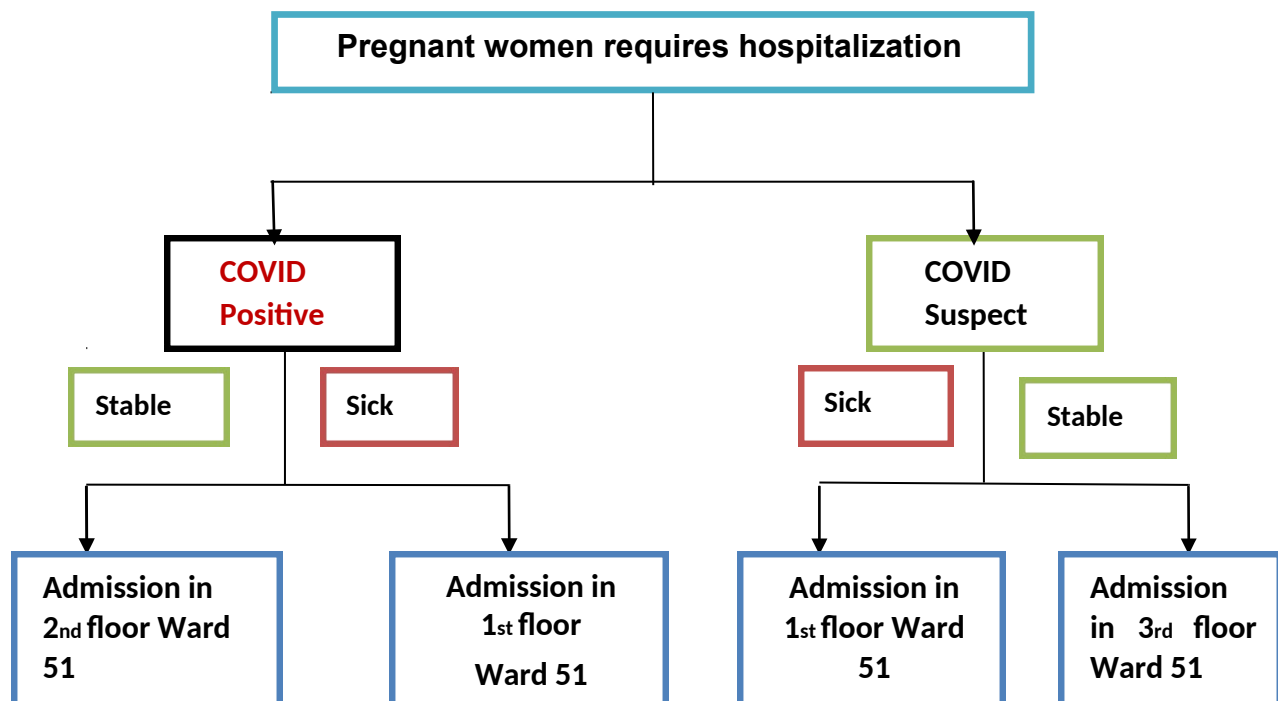 Pregnant women requires hospitalization
COVID
Positive
COVID
Suspect
Stable
Sick
Sick
Stable
Admission in
2nd floor Ward
51
Admission in
1st floor
Ward 51
Admission in
1st floor Ward
51
Admission
in 3rd floor
Ward 51